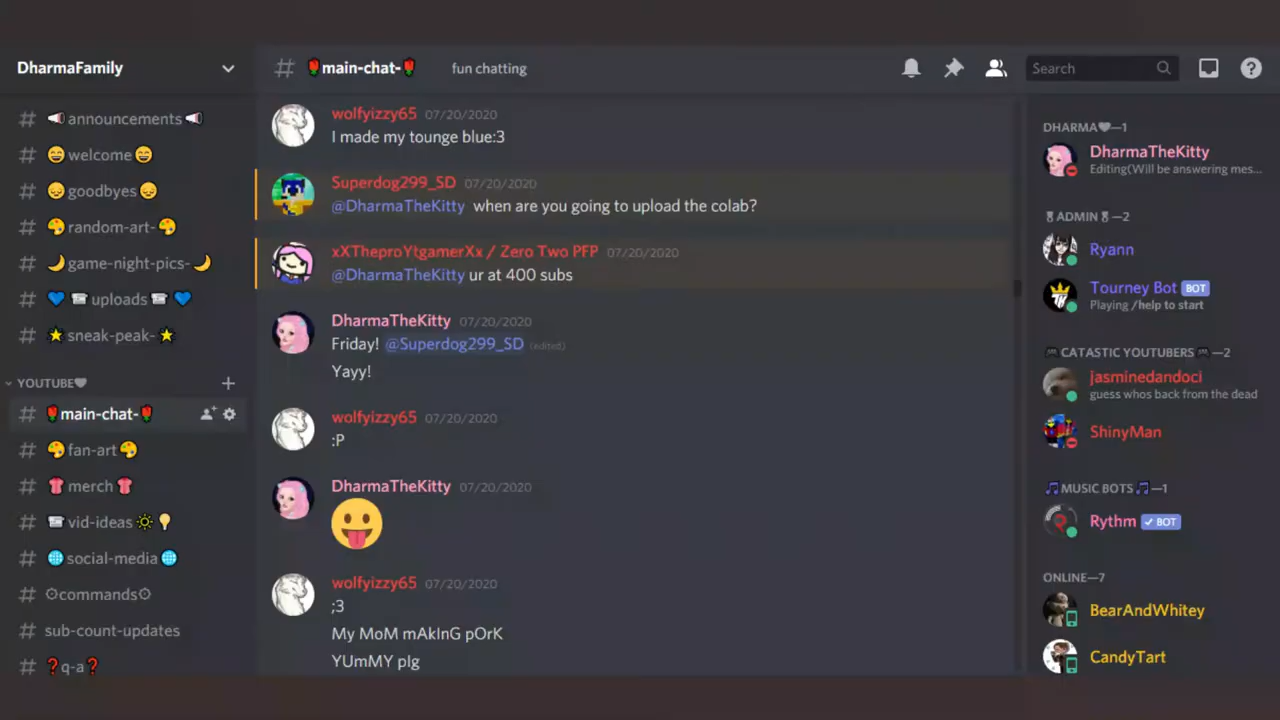 DharmaFamily
announcements
welcome
goodbyes
random-art-
game-night-pics-
uploads
sneak-peak-
YOUTUBE
main-chat-
fan-art
merch
vid-ideas
social-media
commands
sub-count-updates
q-a
# main-chat- fun chatting
Search
wolfyizzy65 07/20/2020
I made my tounge blue:3
Superdog299_SD 07/20/2020
@DharmaTheKitty when are you going to upload the colab?
xXTheproYtgamerXx / Zero Two PFP 07/20/2020
@DharmaTheKitty ur at 400 subs
DharmaTheKitty 07/20/2020
Friday! @Superdog299_SD (edited)
Yayy!
wolfyizzy65 07/20/2020
:P
DharmaTheKitty 07/20/2020
wolfyizzy65 07/20/2020
;3
My MoM mAkInG pOrK
YUmMY pIg
DHARMA🖤—1
DharmaTheKitty
Editing(Will be answering mes...
ADMIN—2
Ryann
Tourney Bot BOT
Playing /help to start
CATASTIC YOUTUBERS—2
jasminedandoci
guess whos back from the dead
ShinyMan
MUSIC BOTS—1
Rythm ✓ BOT
ONLINE—7
BearAndWhitey
CandyTart